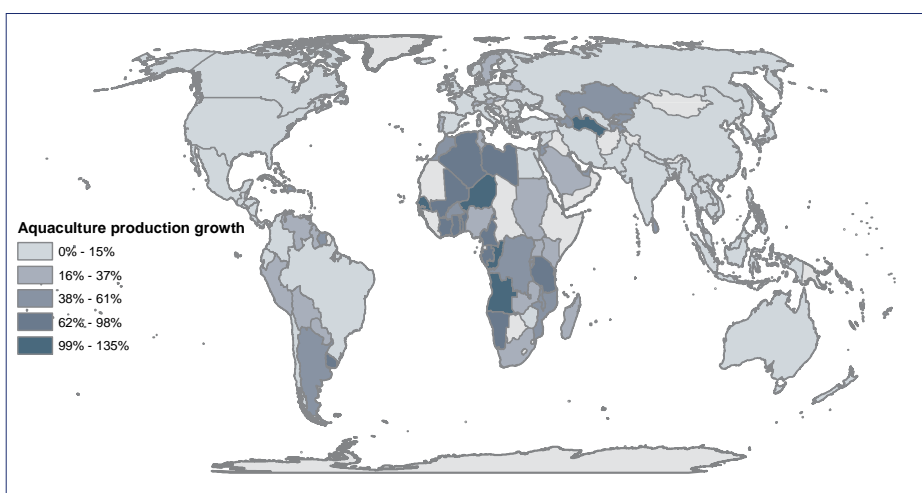 Aquaculture production growth
0% - 15%
16% - 37%
38% - 61%
62% - 98%
99% - 135%